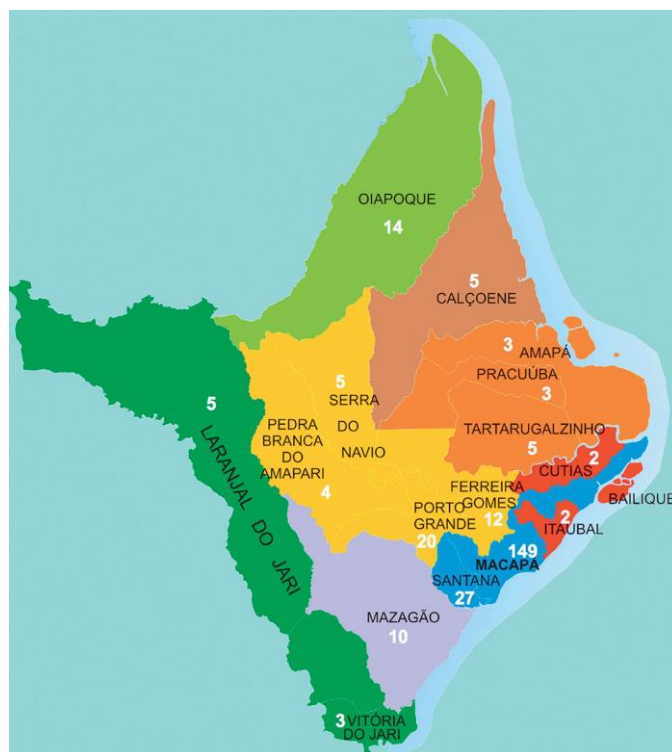 OIAPOQUE
14
5
CALÇOENE
3
AMAPÁ
PRACUÚBA
3
5
SERRA
DO
NAVIO
5
LARANJAL DO JARI
PEDRA
BRANCA
DO
AMAPARI
4
TARTARUGALZINHO
5
2
CUTIAS
BAILIQUE
FERREIRA
GOMES
12
PORTO
GRANDE
20
2
ITAÚBAL
149
MACAPÁ
SANTANA
27
MAZAGÃO
10
3 VITÓRIA
DO JARI